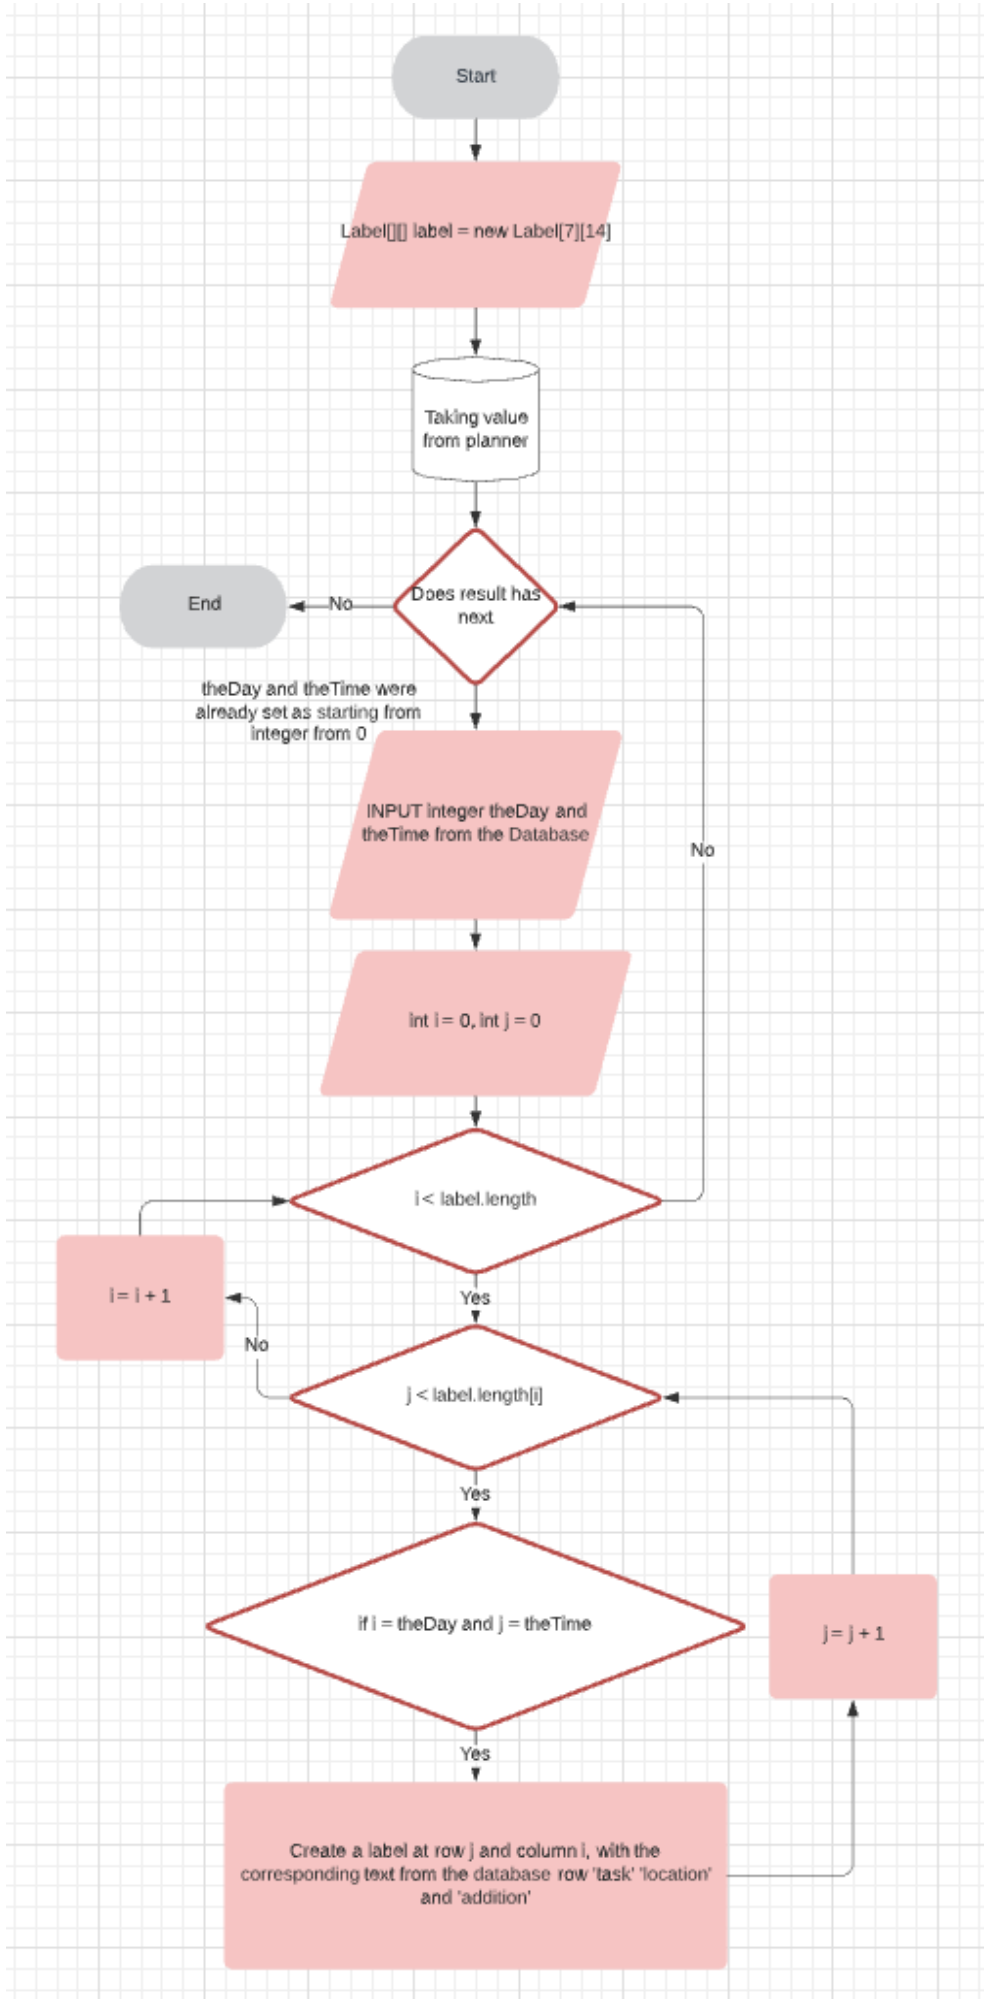 Start
Label[][] label = new Label[7][14]
Taking value
from planner
Does result has
next
No
End
theDay and theTime were
already set as starting from
integer from 0
INPUT integer theDay and
theTime from the Database
No
int i = 0, int j = 0
i < label.length
Yes
i = i + 1
No
j < label.length[i]
Yes
if i = theDay and j = theTime
j = j + 1
Yes
Create a label at row j and column i, with the
corresponding text from the database row 'task' 'location'
and 'addition'